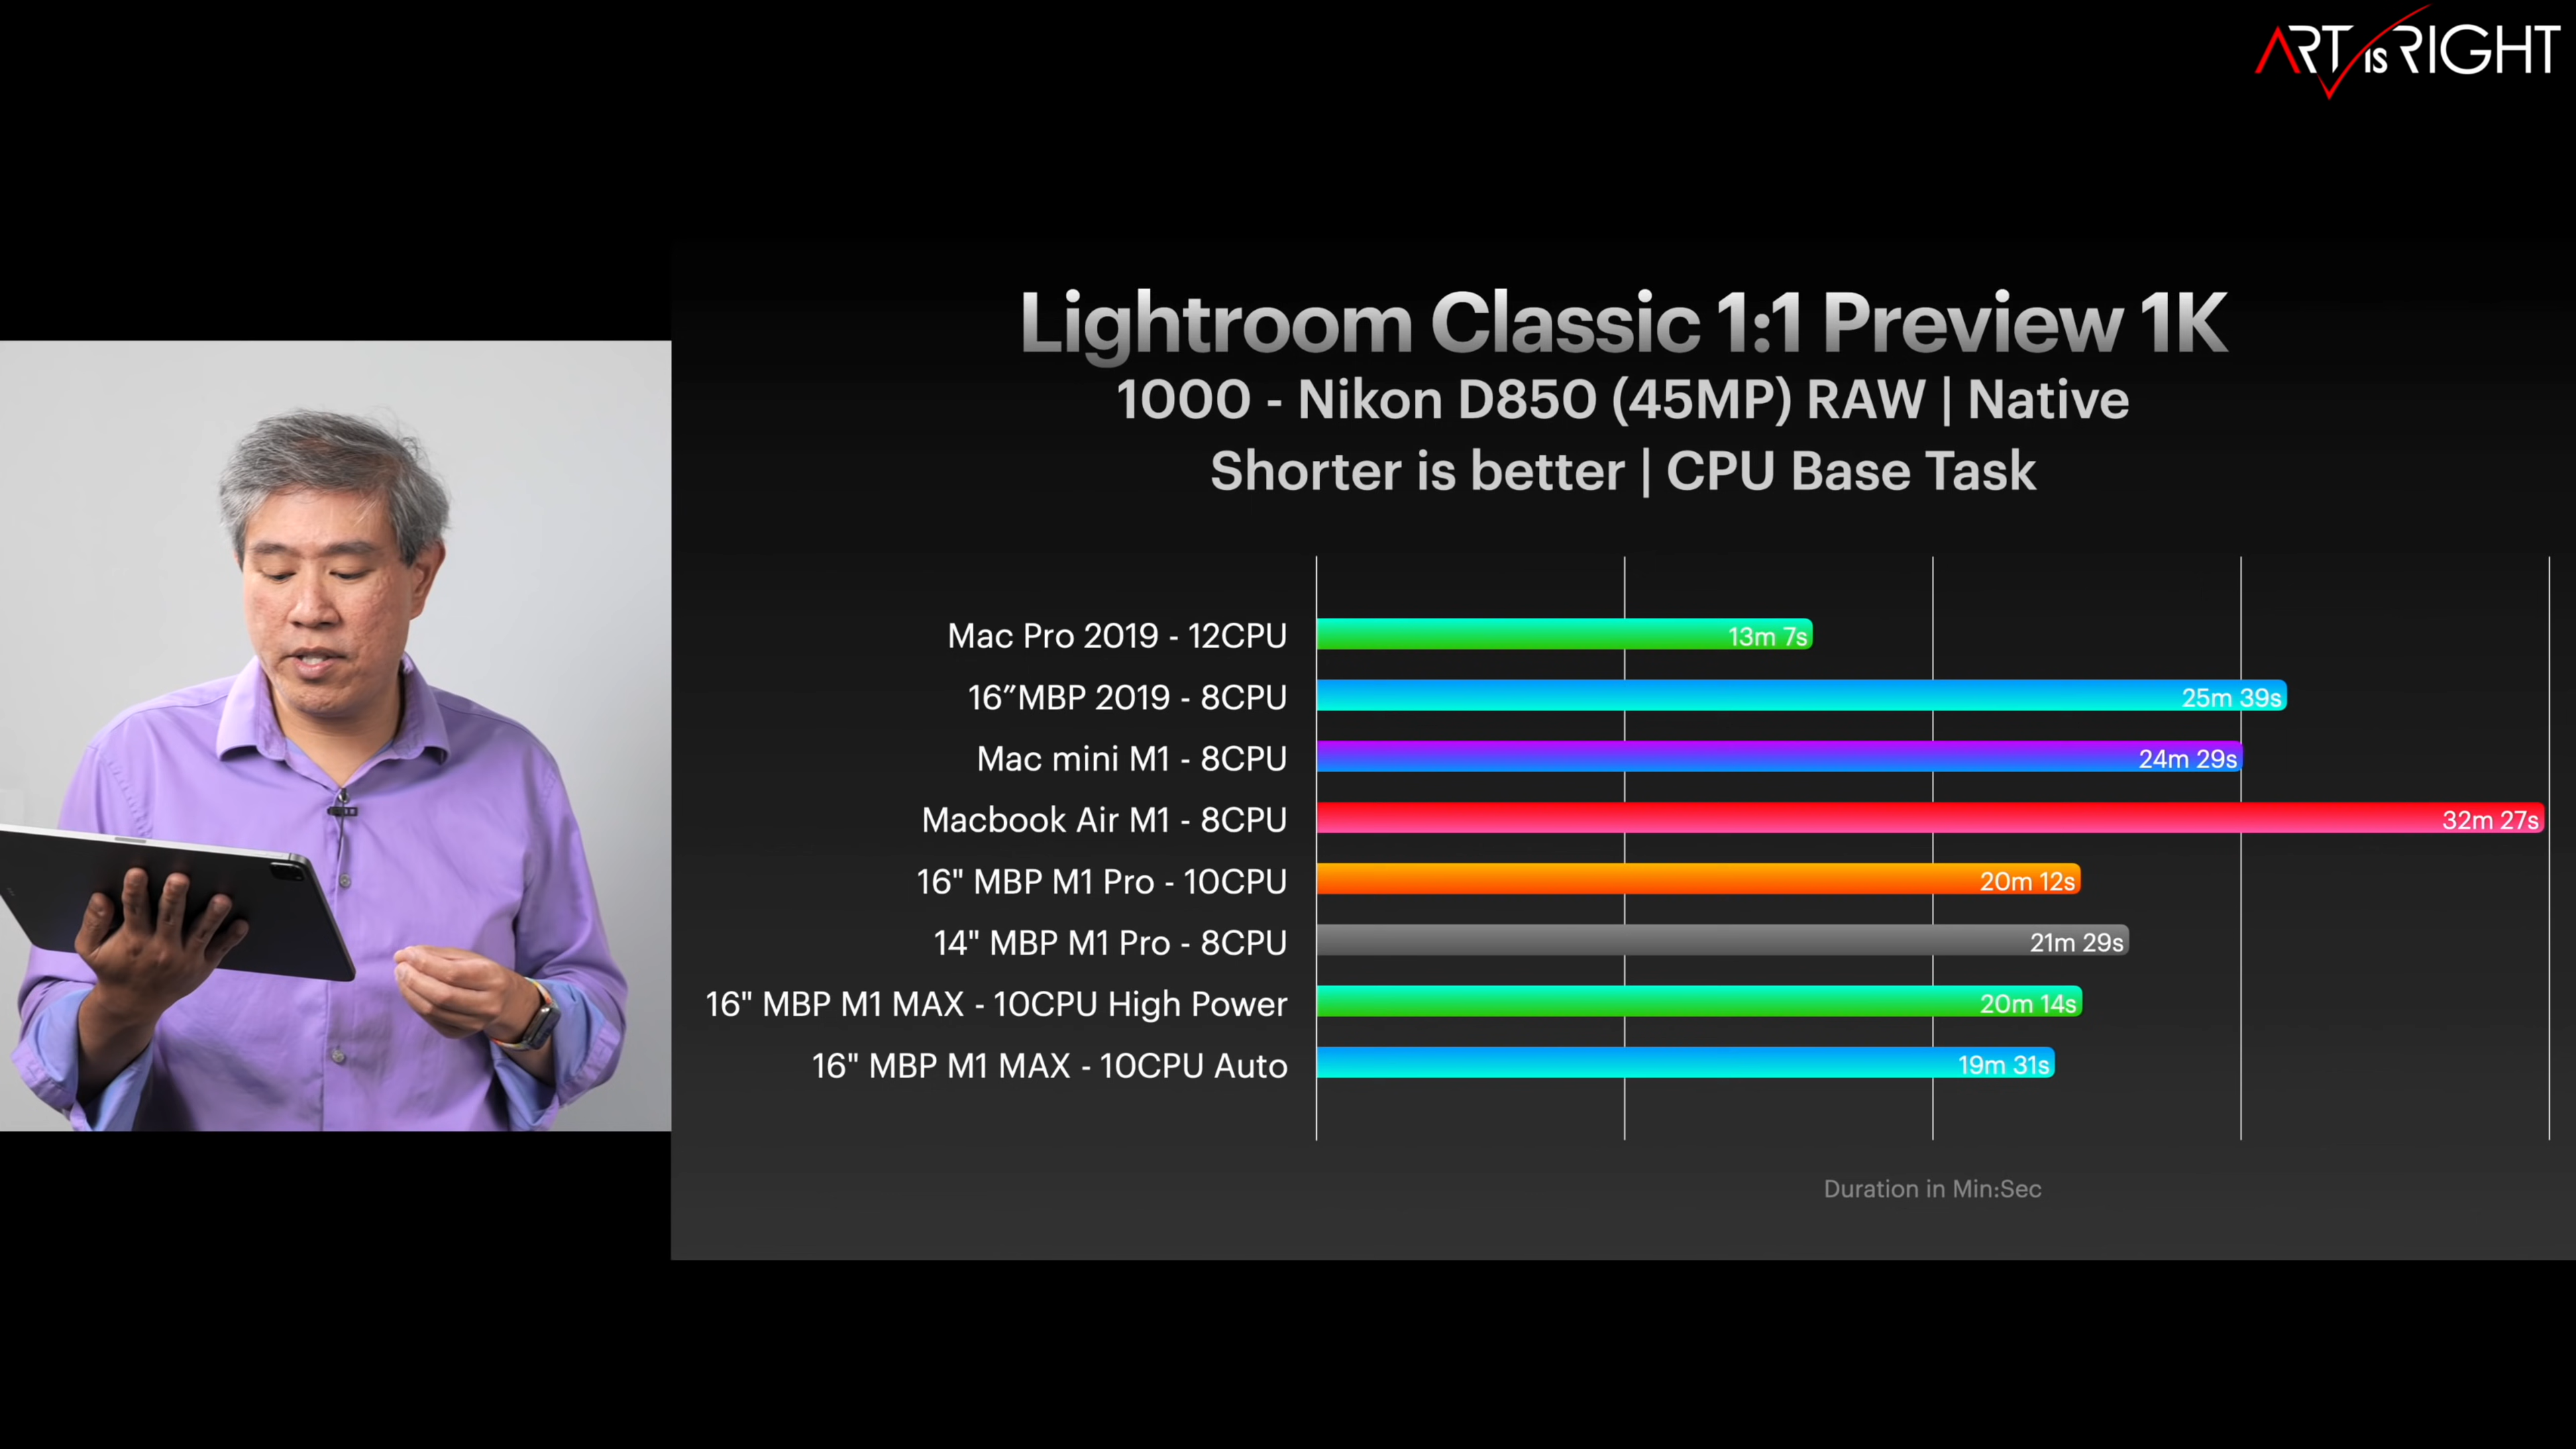 ART is RIGHT
Lightroom Classic 1:1 Preview 1K
1000 - Nikon D850 (45MP) RAW | Native
Shorter is better | CPU Base Task
Mac Pro 2019 - 12CPU 13m 7s
16″MBP 2019 - 8CPU 25m 39s
Mac mini M1 - 8CPU 24m 29s
Macbook Air M1 - 8CPU 32m 27s
16" MBP M1 Pro - 10CPU 20m 12s
14" MBP M1 Pro - 8CPU 21m 29s
16" MBP M1 MAX - 10CPU High Power 20m 14s
16" MBP M1 MAX - 10CPU Auto 19m 31s
Duration in Min:Sec